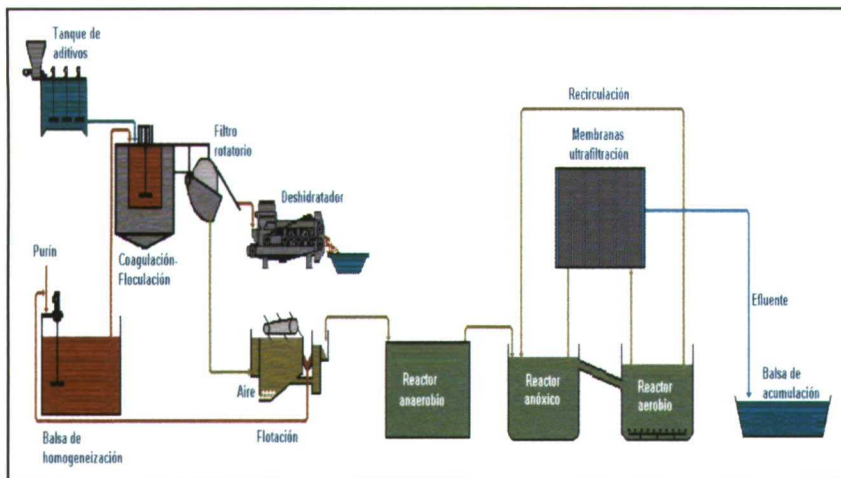 Tanque de
aditivos
Filtro
rotatorio
Deshidratador
Coagulación-
Floculación
Purín
Balsa de
homogeneización
Aire
Flotación
Reactor
anaerobio
Reactor
anóxico
Reactor
aerobio
Recirculación
Membranas
ultrafiltración
Efluente
Balsa de
acumulación